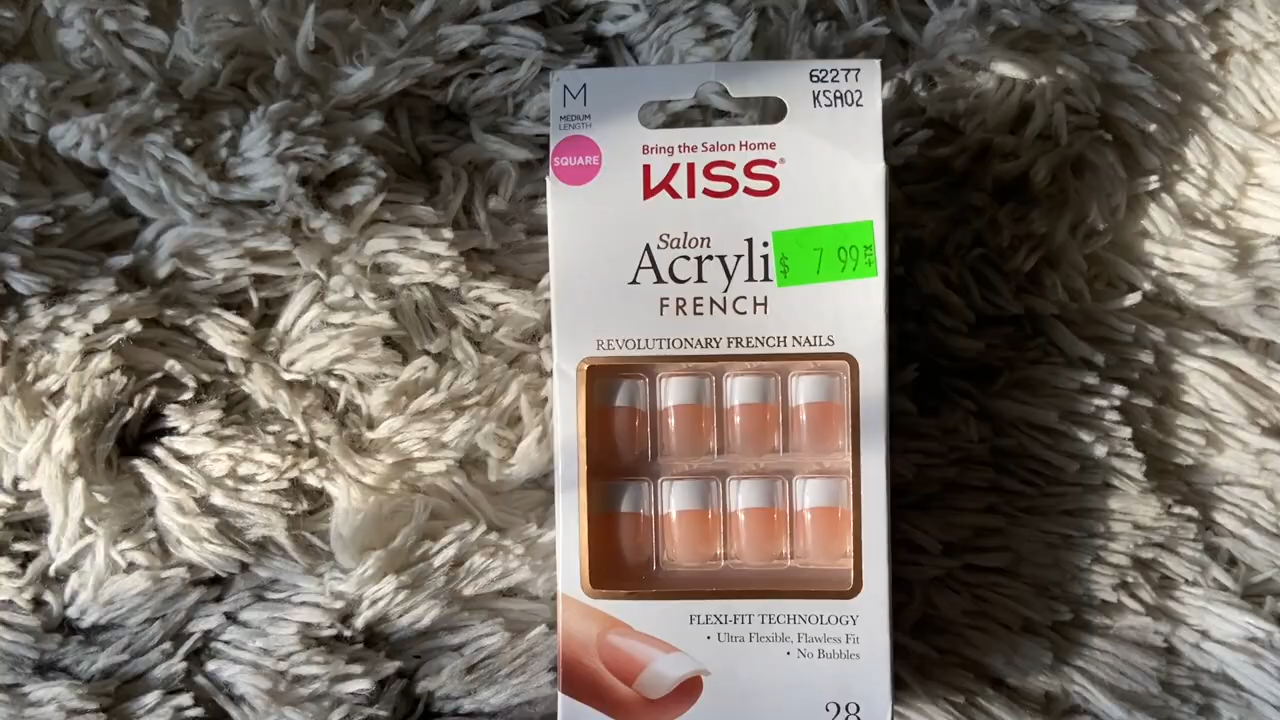 M
MEDIUM
LENGTH
SQUARE
62277
KSA02
Bring the Salon Home
KISS®
Salon
Acryli
$ 7 99 +TX
FRENCH
REVOLUTIONARY FRENCH NAILS
FLEXI-FIT TECHNOLOGY
• Ultra Flexible, Flawless Fit
• No Bubbles
28